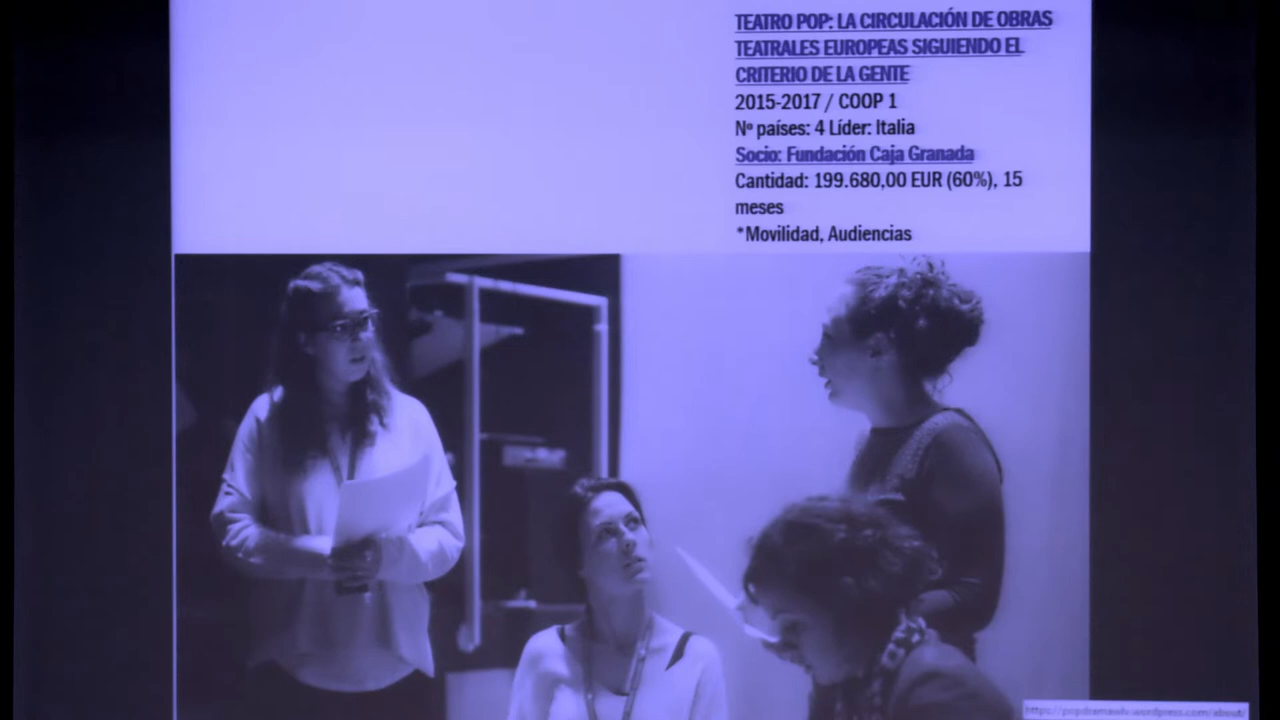 TEATRO POP: LA CIRCULACIÓN DE OBRAS
TEATRALES EUROPEAS SIGUIENDO EL
CRITERIO DE LA GENTE
2015-2017 / COOP 1
Nº países: 4 Líder: Italia
Socio: Fundación Caja Granada
Cantidad: 199.680,00 EUR (60%), 15
meses
*Movilidad, Audiencias